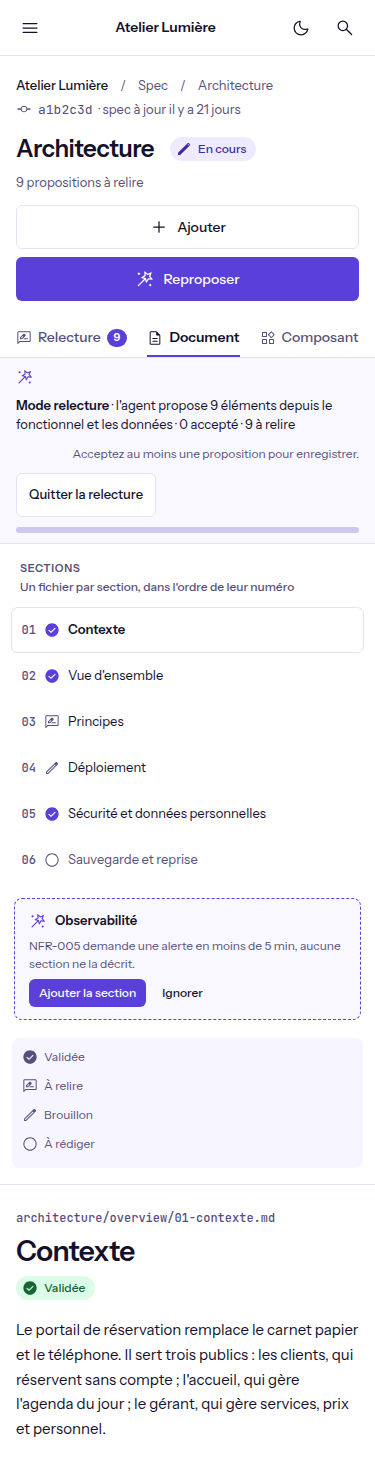 Atelier Lumière
Atelier Lumière / Spec / Architecture
a1b2c3d · spec à jour il y a 21 jours
Architecture En cours
9 propositions à relire
Ajouter
Reproposer
Relecture 9 Document Composant
Mode relecture · l'agent propose 9 éléments depuis le
fonctionnel et les données · 0 accepté · 9 à relire
Acceptez au moins une proposition pour enregistrer.
Quitter la relecture
SECTIONS
Un fichier par section, dans l'ordre de leur numéro
01 Contexte
02 Vue d'ensemble
03 Principes
04 Déploiement
05 Sécurité et données personnelles
06 Sauvegarde et reprise
Observabilité
NFR-005 demande une alerte en moins de 5 min, aucune
section ne la décrit.
Ajouter la section Ignorer
Validée
À relire
Brouillon
À rédiger
architecture/overview/01-contexte.md
Contexte
Validée
Le portail de réservation remplace le carnet papier
et le téléphone. Il sert trois publics : les clients, qui
réservent sans compte ; l'accueil, qui gère
l'agenda du jour ; le gérant, qui gère services, prix
et personnel.